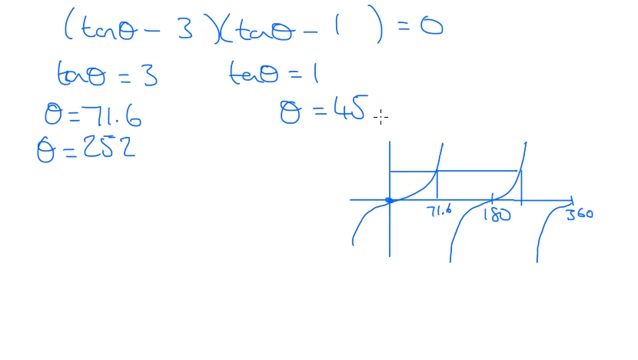 (tanθ - 3)(tanθ - 1) = 0
tanθ = 3 tanθ = 1
θ = 71.6 θ = 45
θ = 252
71.6 180 360